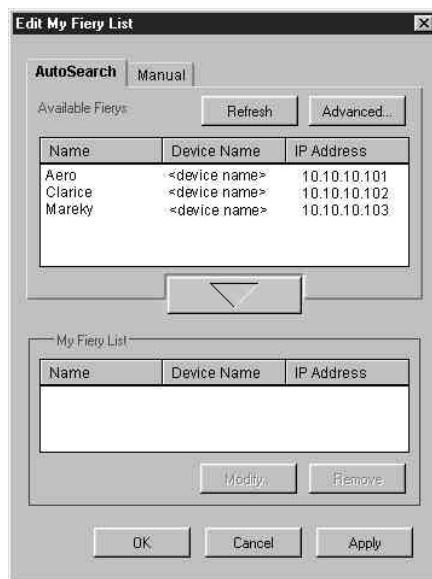 Edit My Fiery List
AutoSearch Manual
Available Fierys Refresh Advanced...
Name Device Name IP Address
Aero <device name> 10.10.10.101
Clarice <device name> 10.10.10.102
Mareky <device name> 10.10.10.103
My Fiery List
Name Device Name IP Address
Modify.. Remove
OK Cancel Apply